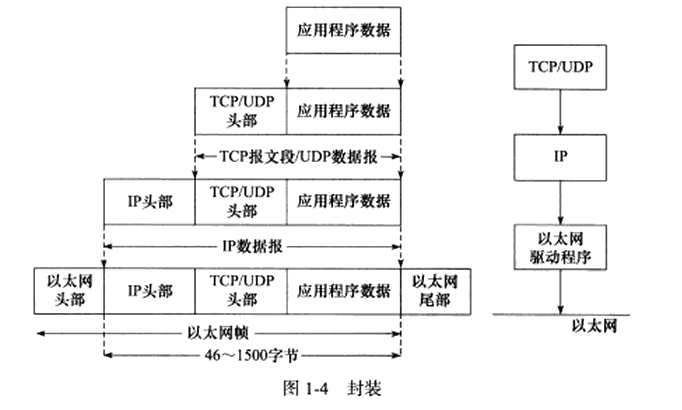 应用程序数据
TCP/UDP
头部
应用程序数据
TCP报文段/UDP数据报
IP头部
TCP/UDP
头部
应用程序数据
IP数据报
以太网
头部
IP头部
TCP/UDP
头部
应用程序数据
以太网
尾部
以太网帧
46～1500字节
TCP/UDP
IP
以太网
驱动程序
以太网
图 1-4 封装